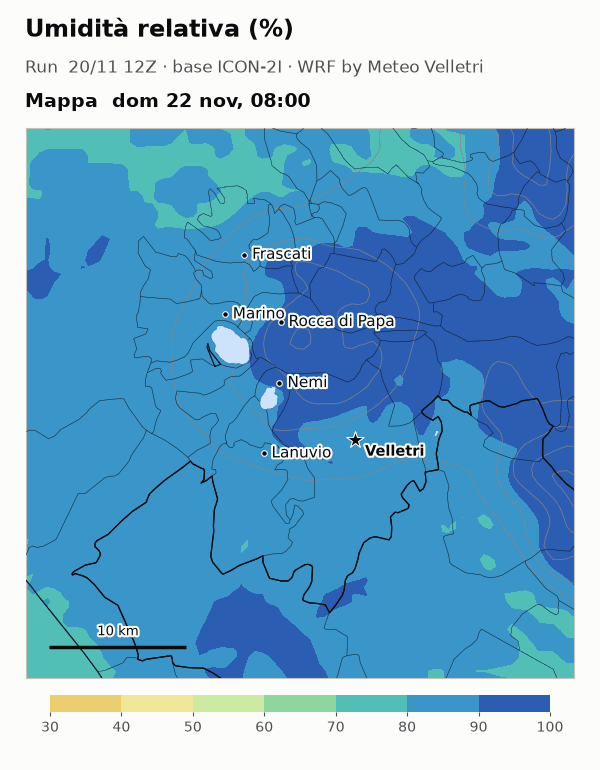 Umidità relativa (%)
Run 20/11 12Z · base ICON-2I · WRF by Meteo Velletri
Mappa dom 22 nov, 08:00
Frascati
Marino
Rocca di Papa
Nemi
Velletri
Lanuvio
10 km
30 40 50 60 70 80 90 100